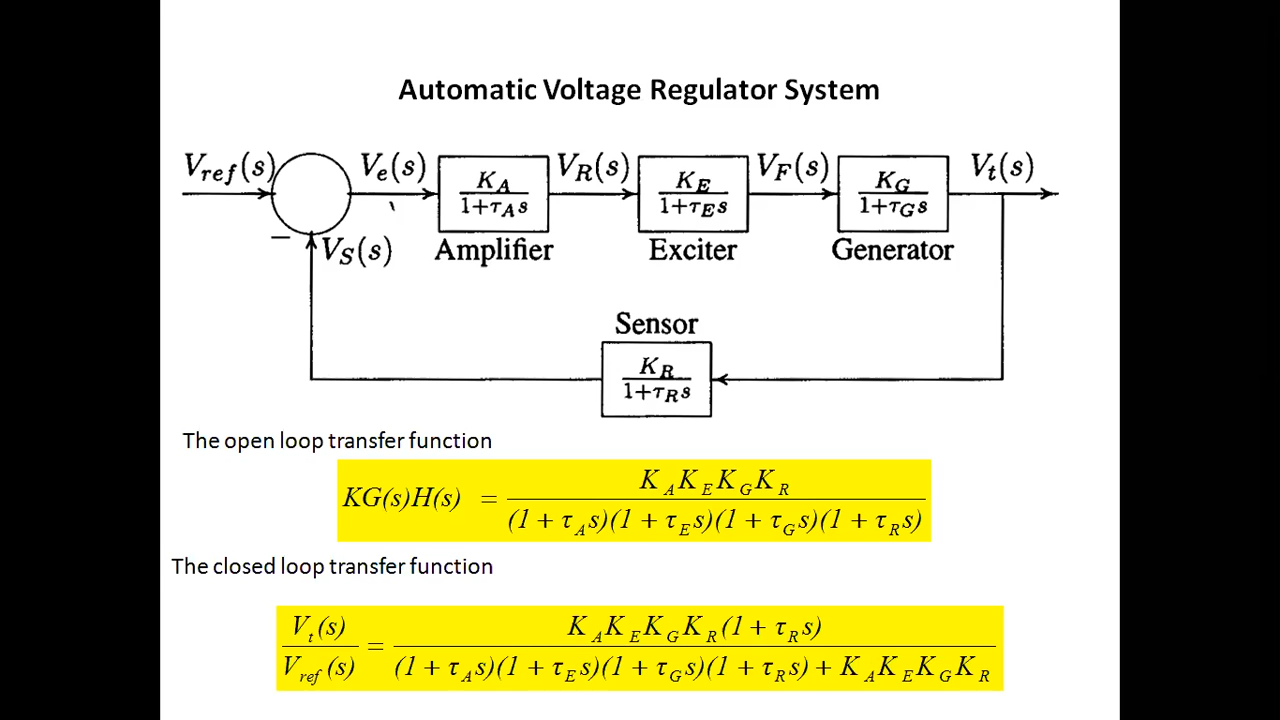 Automatic Voltage Regulator System
V_ref(s) V_e(s) V_R(s) V_F(s) V_t(s)
K_A / 1+τ_A s K_E / 1+τ_E s K_G / 1+τ_G s
− V_S(s) Amplifier Exciter Generator
Sensor
K_R / 1+τ_R s
The open loop transfer function
KG(s)H(s) = K_A K_E K_G K_R / (1 + τ_A s)(1 + τ_E s)(1 + τ_G s)(1 + τ_R s)
The closed loop transfer function
V_t(s) / V_ref(s) = K_A K_E K_G K_R (1 + τ_R s) / (1 + τ_A s)(1 + τ_E s)(1 + τ_G s)(1 + τ_R s) + K_A K_E K_G K_R